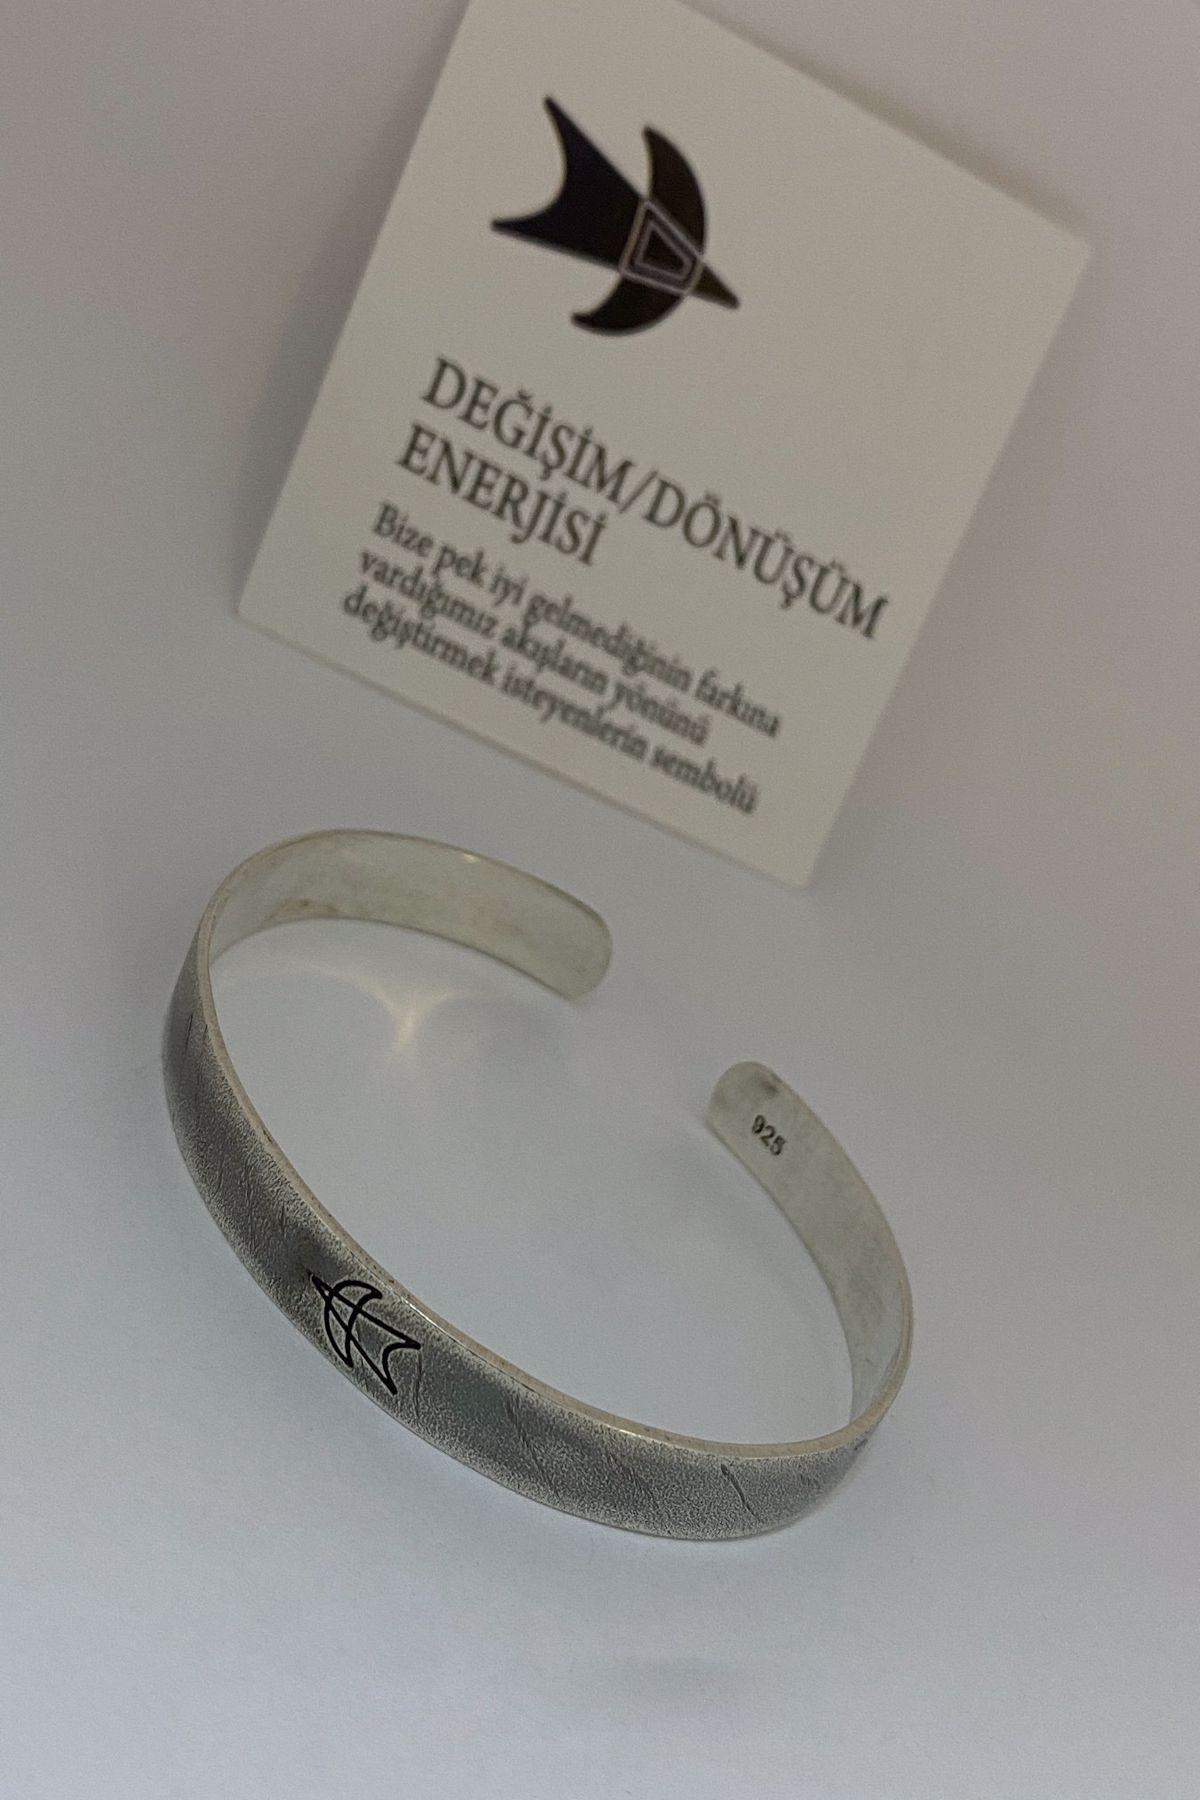 DEĞİŞİM/DÖNÜŞÜM
ENERJİSİ
Bize pek iyi gelmediğinin farkına
vardığımız akışların yönünü
değiştirmek isteyenlerin sembolü
925